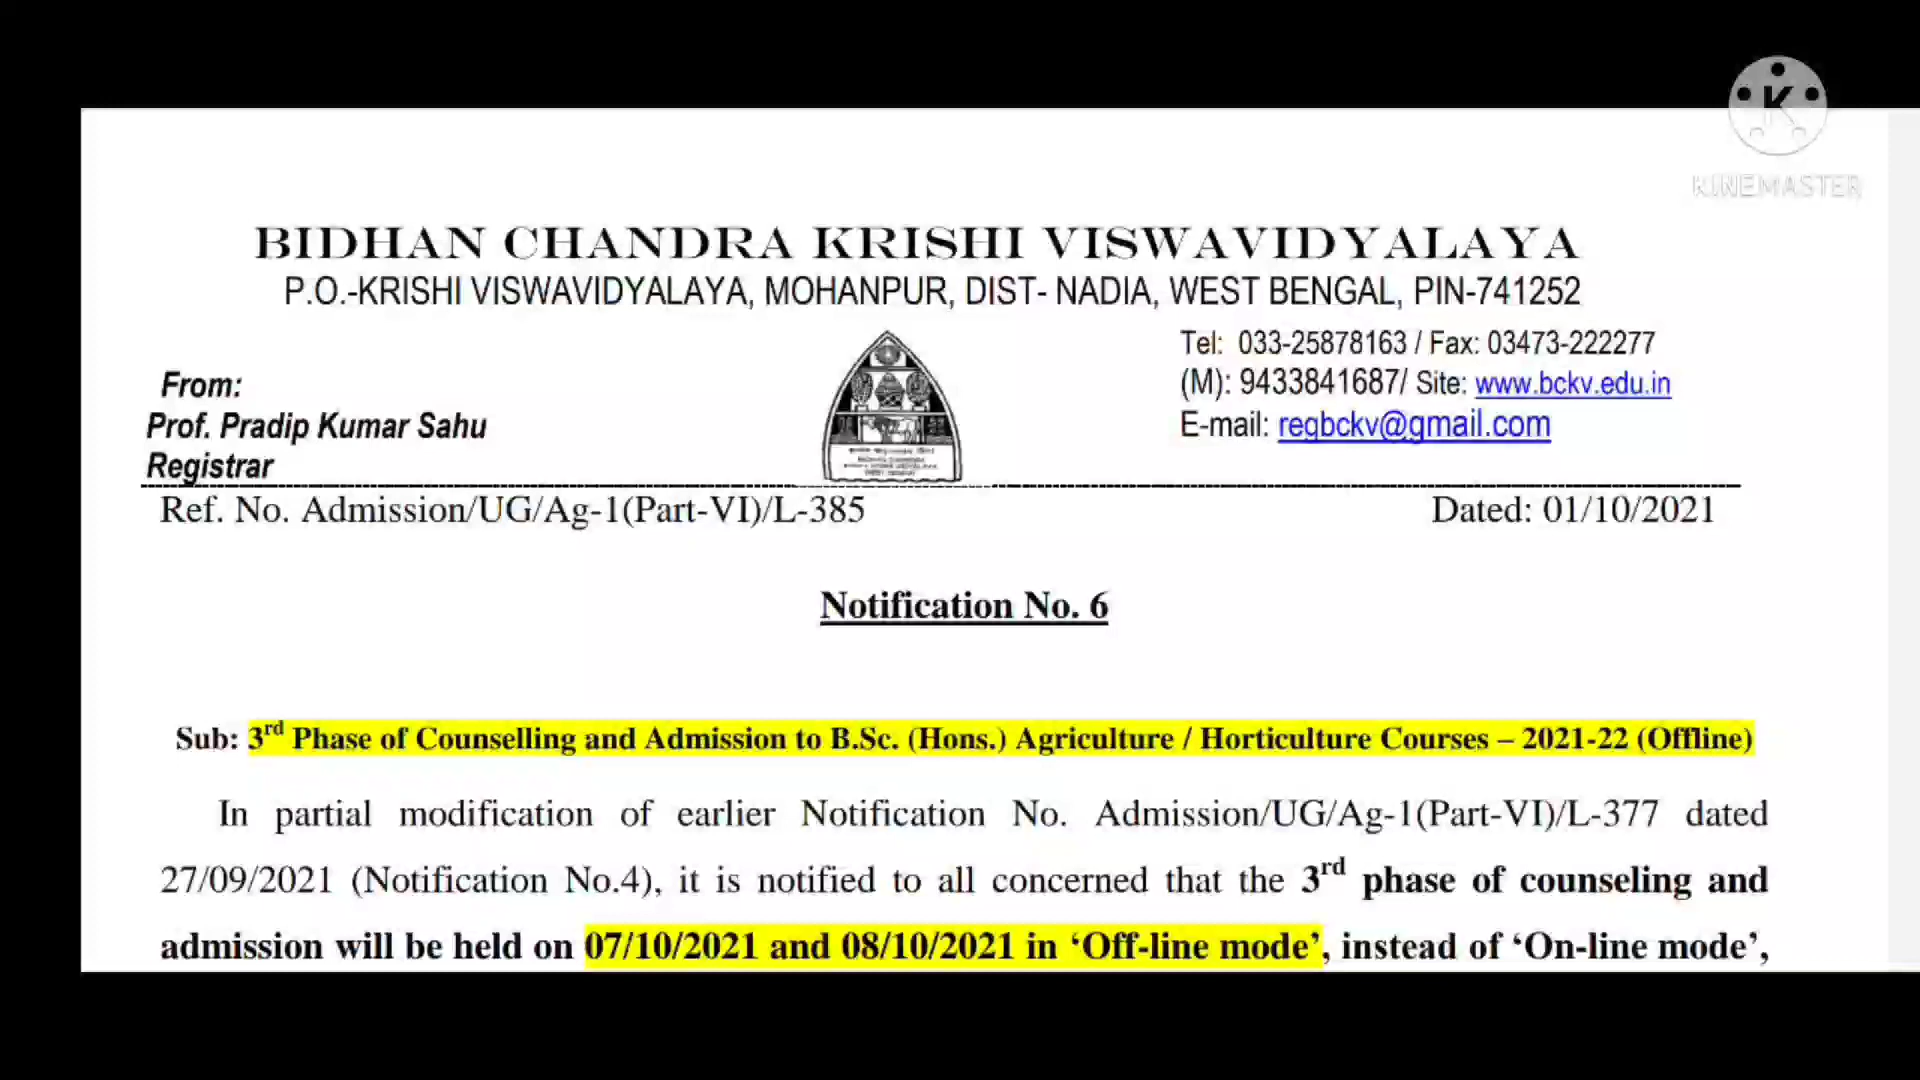 KINEMASTER
BIDHAN CHANDRA KRISHI VISWAVIDYALAYA
P.O.-KRISHI VISWAVIDYALAYA, MOHANPUR, DIST- NADIA, WEST BENGAL, PIN-741252
Tel: 033-25878163 / Fax: 03473-222277
From:
(M): 9433841687/ Site: www.bckv.edu.in
Prof. Pradip Kumar Sahu
E-mail: regbckv@gmail.com
Registrar
Ref. No. Admission/UG/Ag-1(Part-VI)/L-385 Dated: 01/10/2021
Notification No. 6
Sub: 3rd Phase of Counselling and Admission to B.Sc. (Hons.) Agriculture / Horticulture Courses – 2021-22 (Offline)
In partial modification of earlier Notification No. Admission/UG/Ag-1(Part-VI)/L-377 dated
27/09/2021 (Notification No.4), it is notified to all concerned that the 3rd phase of counseling and
admission will be held on 07/10/2021 and 08/10/2021 in ‘Off-line mode’, instead of ‘On-line mode’,